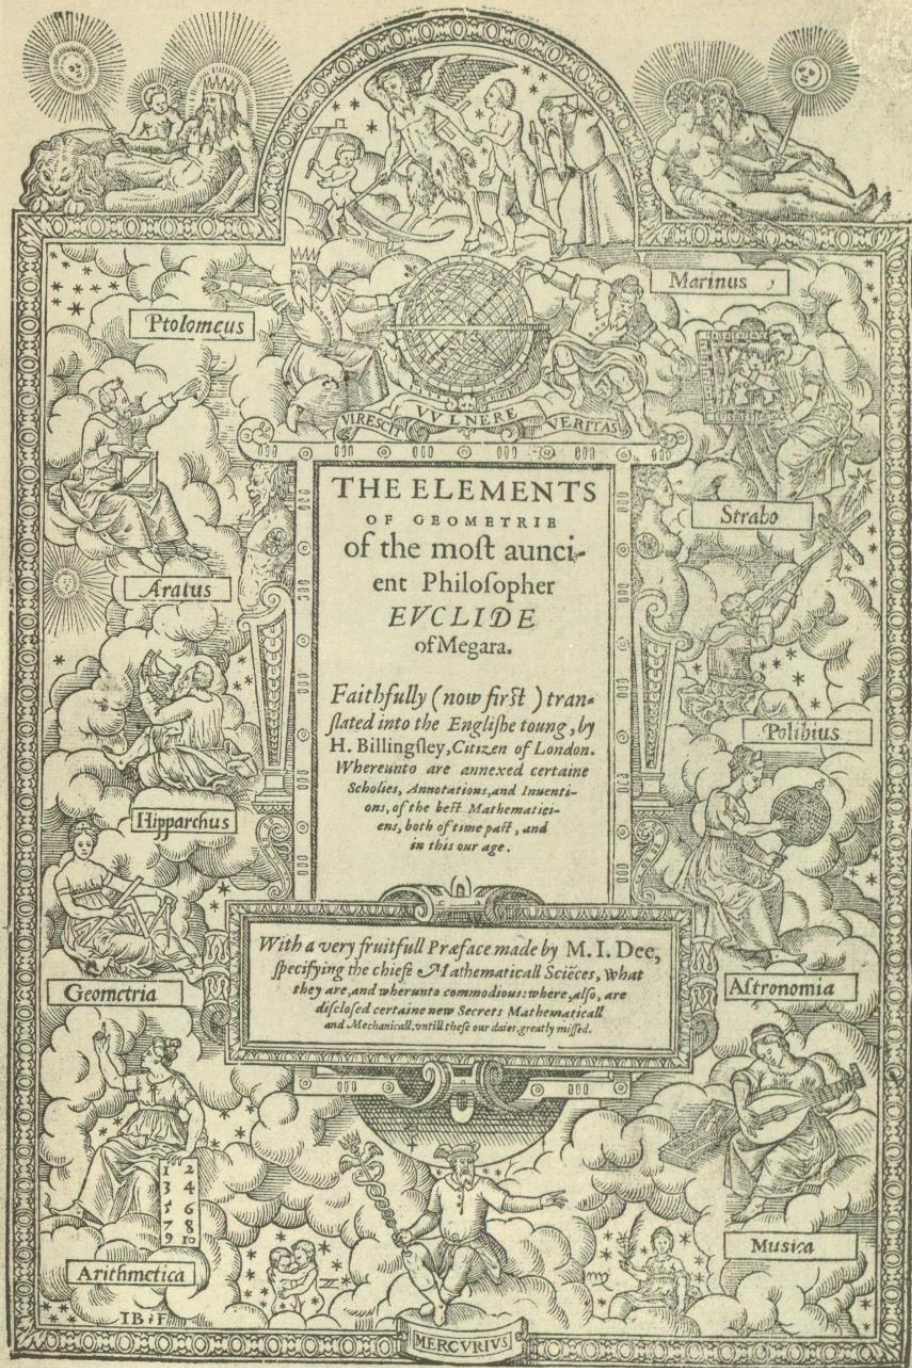 Marinus ,
Ptolomeus
VIRESCIT VVLNERE VERITAS
THE ELEMENTS
OF GEOMETRIE
of the moſt aunci-
ent Philoſopher
EVCLIDE
of Megara.
Faithfully (now firſt) tran-
ſlated into the Engliſhe toung, by
H. Billingſley, Citizen of London.
Whereunto are annexed certaine
Scholies, Annotations, and Inuenti-
ons, of the beſt Mathematici-
ens, both of time paſt, and
in this our age.
Strabo
Aratus
Polibius
Hipparchus
With a very fruitfull Præface made by M. I. Dee,
ſpecifying the chiefe Mathematicall Sciẽces, what
they are, and wherunto commodious: where, alſo, are
diſcloſed certaine new Secrets Mathematicall
and Mechanicall, vntill theſe our daies, greatly miſſed.
Geometria
Aſtronomia
1 2
3 4
5 6
7 8
9 10
Musica
Arithmetica
I B F
MERCVRIVS